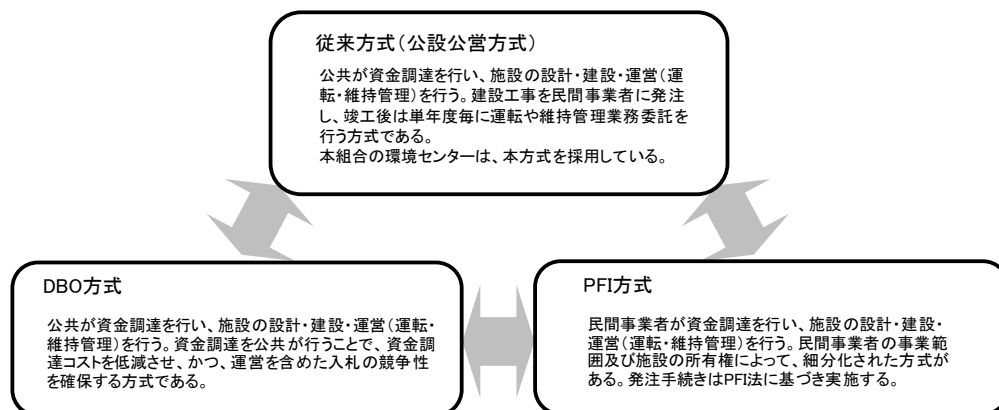 従来方式(公設公営方式)
公共が資金調達を行い、施設の設計・建設・運営(運
転・維持管理)を行う。建設工事を民間事業者に発注
し、竣工後は単年度毎に運転や維持管理業務委託を
行う方式である。
本組合の環境センターは、本方式を採用している。
DBO方式
公共が資金調達を行い、施設の設計・建設・運営(運転・
維持管理)を行う。資金調達を公共が行うことで、資金調
達コストを低減させ、かつ、運営を含めた入札の競争性
を確保する方式である。
PFI方式
民間事業者が資金調達を行い、施設の設計・建設・
運営(運転・維持管理)を行う。民間事業者の事業範
囲及び施設の所有権によって、細分化された方式が
ある。発注手続きはPFI法に基づき実施する。